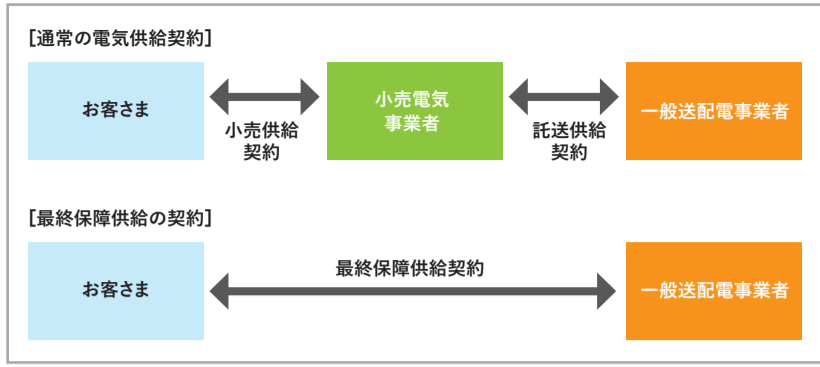 [通常の電気供給契約]
お客さま
小売供給
契約
小売電気
事業者
託送供給
契約
一般送配電事業者
[最終保障供給の契約]
お客さま
最終保障供給契約
一般送配電事業者